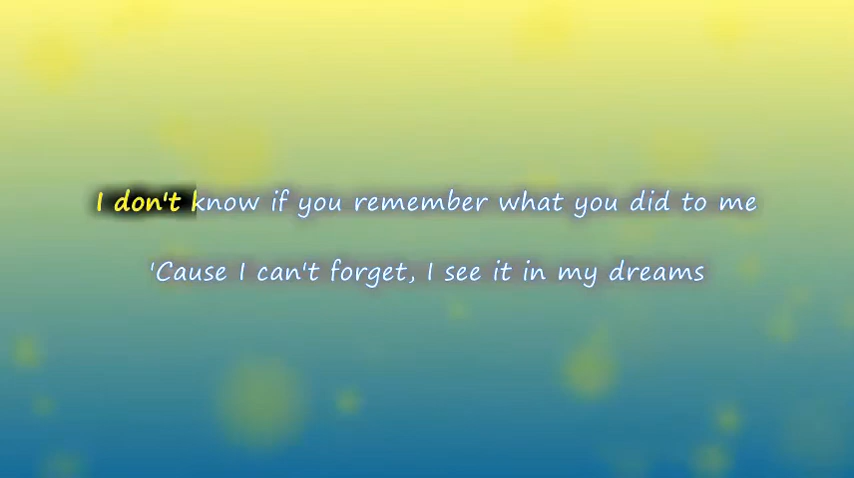 I don't know if you remember what you did to me
'Cause I can't forget, I see it in my dreams